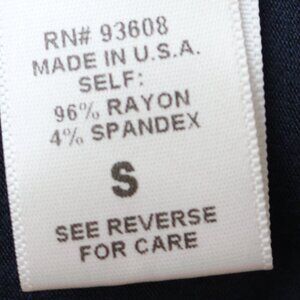 RN# 93608
MADE IN U.S.A.
SELF:
96% RAYON
4% SPANDEX
S
SEE REVERSE
FOR CARE